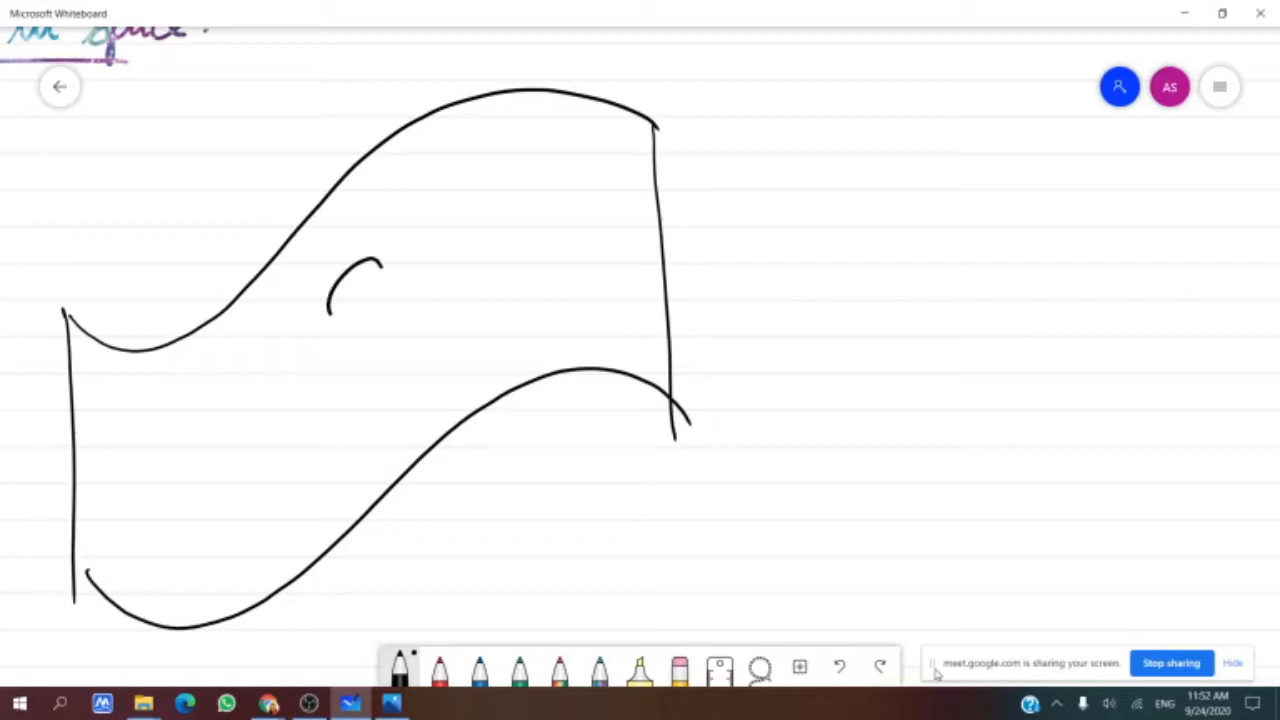 Microsoft Whiteboard
AS
meet.google.com is sharing your screen.
Stop sharing
Hide
11:52 AM
ENG
9/24/2020